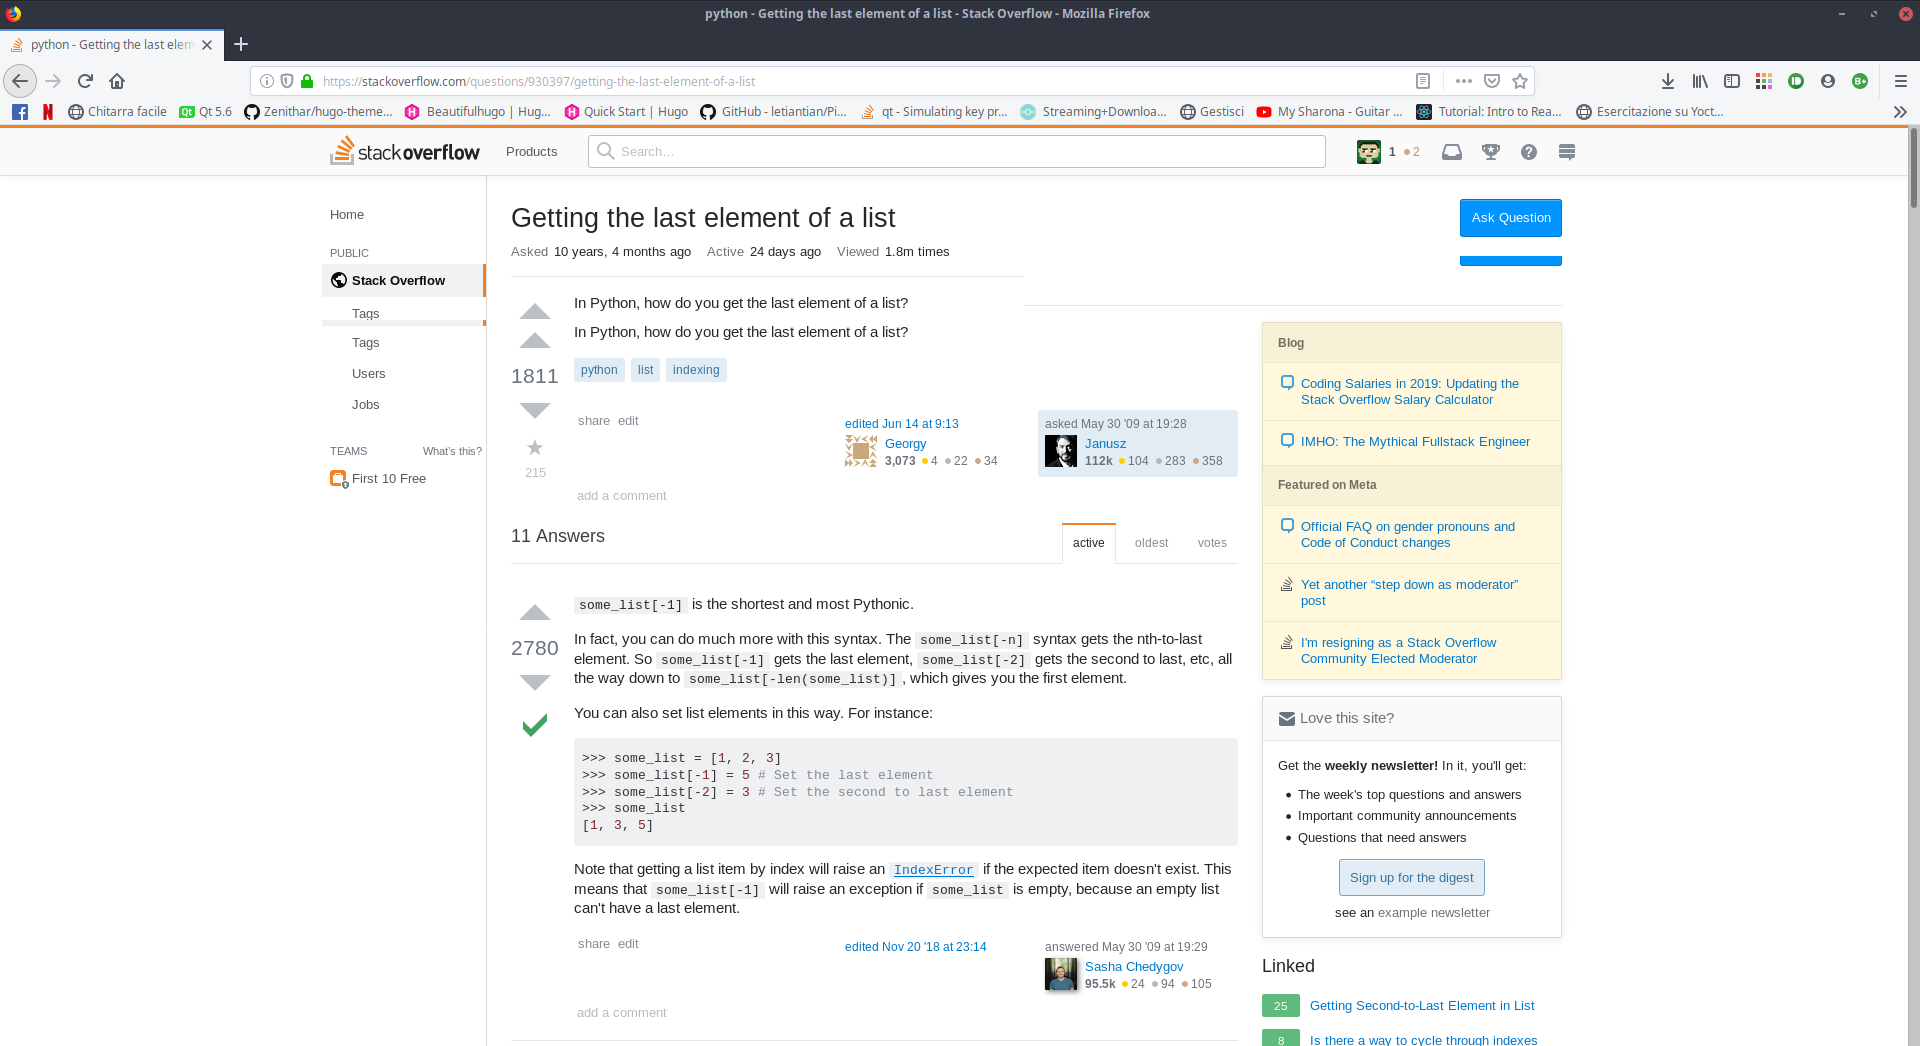 python - Getting the last element of a list - Stack Overflow - Mozilla Firefox
python - Getting the last elem
https://stackoverflow.com/questions/930397/getting-the-last-element-of-a-list
Chitarra facile Qt 5.6 Zenithar/hugo-theme... Beautifulhugo | Hug... Quick Start | Hugo GitHub - letiantian/Pi... qt - Simulating key pr... Streaming+Downloa... Gestisci My Sharona - Guitar ... Tutorial: Intro to Rea... Esercitazione su Yoct...
stackoverflow Products Search... 1 2
Home
PUBLIC
Stack Overflow
Tags
Tags
Users
Jobs
TEAMS What's this?
First 10 Free
Getting the last element of a list
Ask Question
Asked 10 years, 4 months ago Active 24 days ago Viewed 1.8m times
In Python, how do you get the last element of a list?
In Python, how do you get the last element of a list?
1811
python list indexing
share edit
edited Jun 14 at 9:13
Georgy
3,073 4 22 34
asked May 30 '09 at 19:28
Janusz
112k 104 283 358
215
add a comment
11 Answers
active oldest votes
2780
some_list[-1] is the shortest and most Pythonic.
In fact, you can do much more with this syntax. The some_list[-n] syntax gets the nth-to-last
element. So some_list[-1] gets the last element, some_list[-2] gets the second to last, etc, all
the way down to some_list[-len(some_list)], which gives you the first element.
You can also set list elements in this way. For instance:
>>> some_list = [1, 2, 3]
>>> some_list[-1] = 5 # Set the last element
>>> some_list[-2] = 3 # Set the second to last element
>>> some_list
[1, 3, 5]
Note that getting a list item by index will raise an IndexError if the expected item doesn't exist. This
means that some_list[-1] will raise an exception if some_list is empty, because an empty list
can't have a last element.
share edit
edited Nov 20 '18 at 23:14
answered May 30 '09 at 19:29
Sasha Chedygov
95.5k 24 94 105
add a comment
Blog
Coding Salaries in 2019: Updating the
Stack Overflow Salary Calculator
IMHO: The Mythical Fullstack Engineer
Featured on Meta
Official FAQ on gender pronouns and
Code of Conduct changes
Yet another “step down as moderator”
post
I'm resigning as a Stack Overflow
Community Elected Moderator
Love this site?
Get the weekly newsletter! In it, you'll get:
The week's top questions and answers
Important community announcements
Questions that need answers
Sign up for the digest
see an example newsletter
Linked
25 Getting Second-to-Last Element in List
8 Is there a way to cycle through indexes